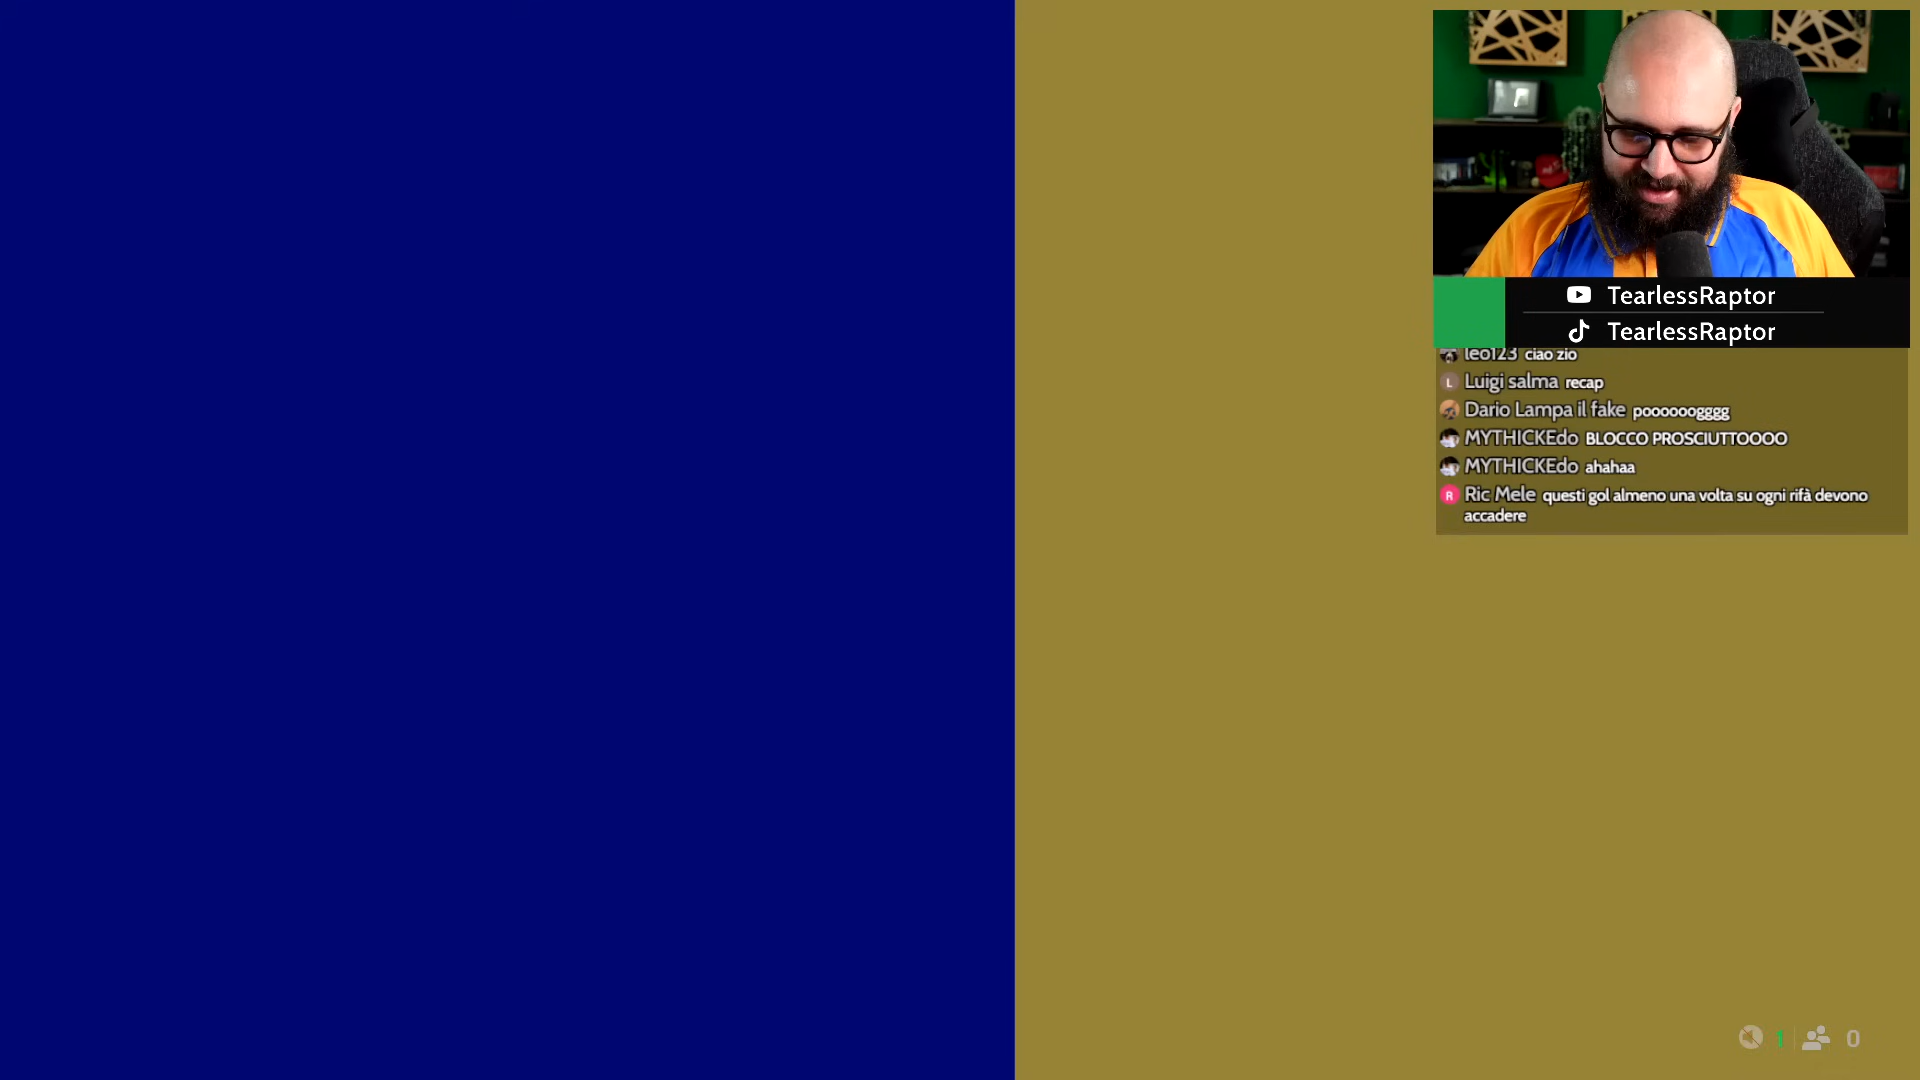 TearlessRaptor
TearlessRaptor
leo123 ciao zio
L Luigi salma recap
Dario Lampa il fake poooooogggg
MYTHICKEdo BLOCCO PROSCIUTTOOOO
MYTHICKEdo ahahaa
R Ric Mele questi gol almeno una volta su ogni rifà devono
accadere
1 0